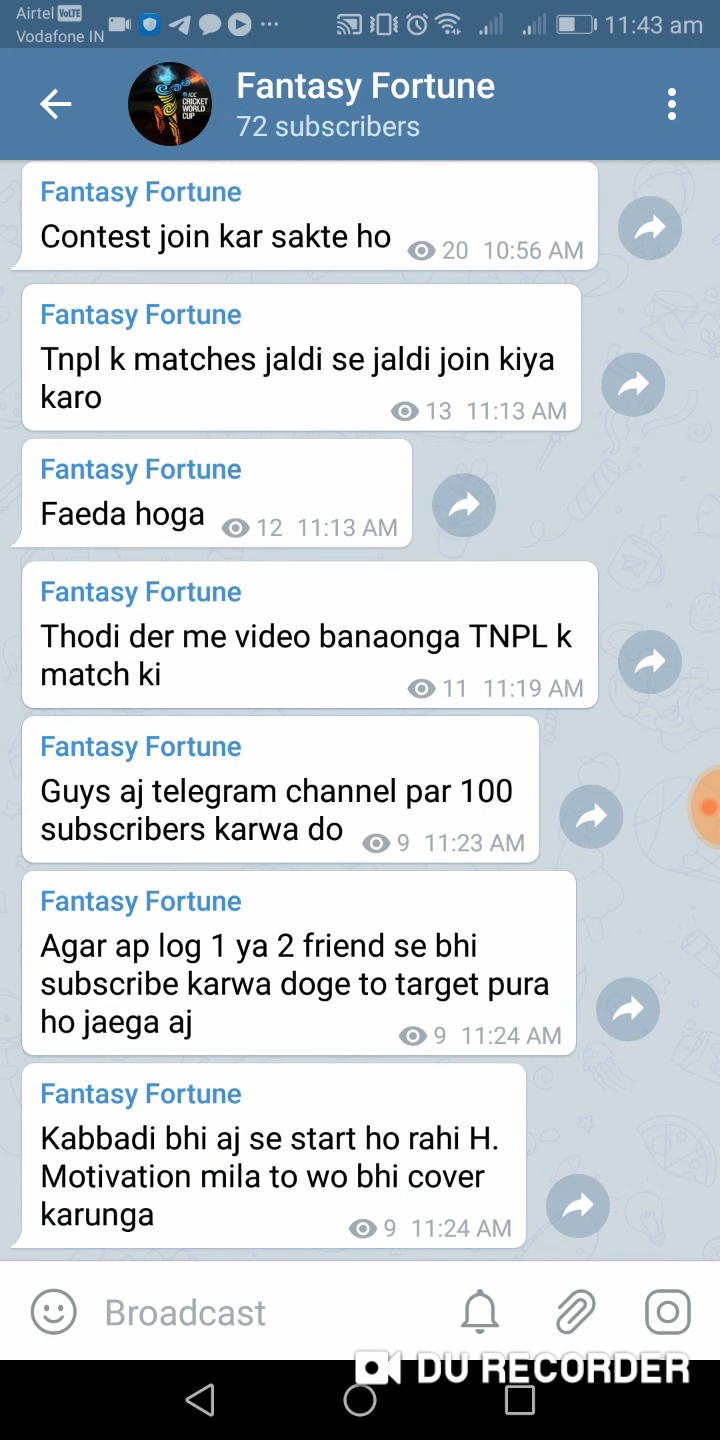 Airtel VoLTE
Vodafone IN
11:43 am
Fantasy Fortune
72 subscribers
ICC
CRICKET
WORLD
CUP
Fantasy Fortune
Contest join kar sakte ho
20 10:56 AM
Fantasy Fortune
Tnpl k matches jaldi se jaldi join kiya
karo
13 11:13 AM
Fantasy Fortune
Faeda hoga
12 11:13 AM
Fantasy Fortune
Thodi der me video banaonga TNPL k
match ki
11 11:19 AM
Fantasy Fortune
Guys aj telegram channel par 100
subscribers karwa do
9 11:23 AM
Fantasy Fortune
Agar ap log 1 ya 2 friend se bhi
subscribe karwa doge to target pura
ho jaega aj
9 11:24 AM
Fantasy Fortune
Kabbadi bhi aj se start ho rahi H.
Motivation mila to wo bhi cover
karunga
9 11:24 AM
Broadcast
DU RECORDER